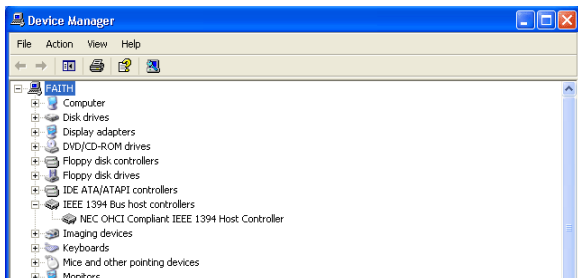 Device Manager
File Action View Help
FAITH
Computer
Disk drives
Display adapters
DVD/CD-ROM drives
Floppy disk controllers
Floppy disk drives
IDE ATA/ATAPI controllers
IEEE 1394 Bus host controllers
NEC OHCI Compliant IEEE 1394 Host Controller
Imaging devices
Keyboards
Mice and other pointing devices
Monitors